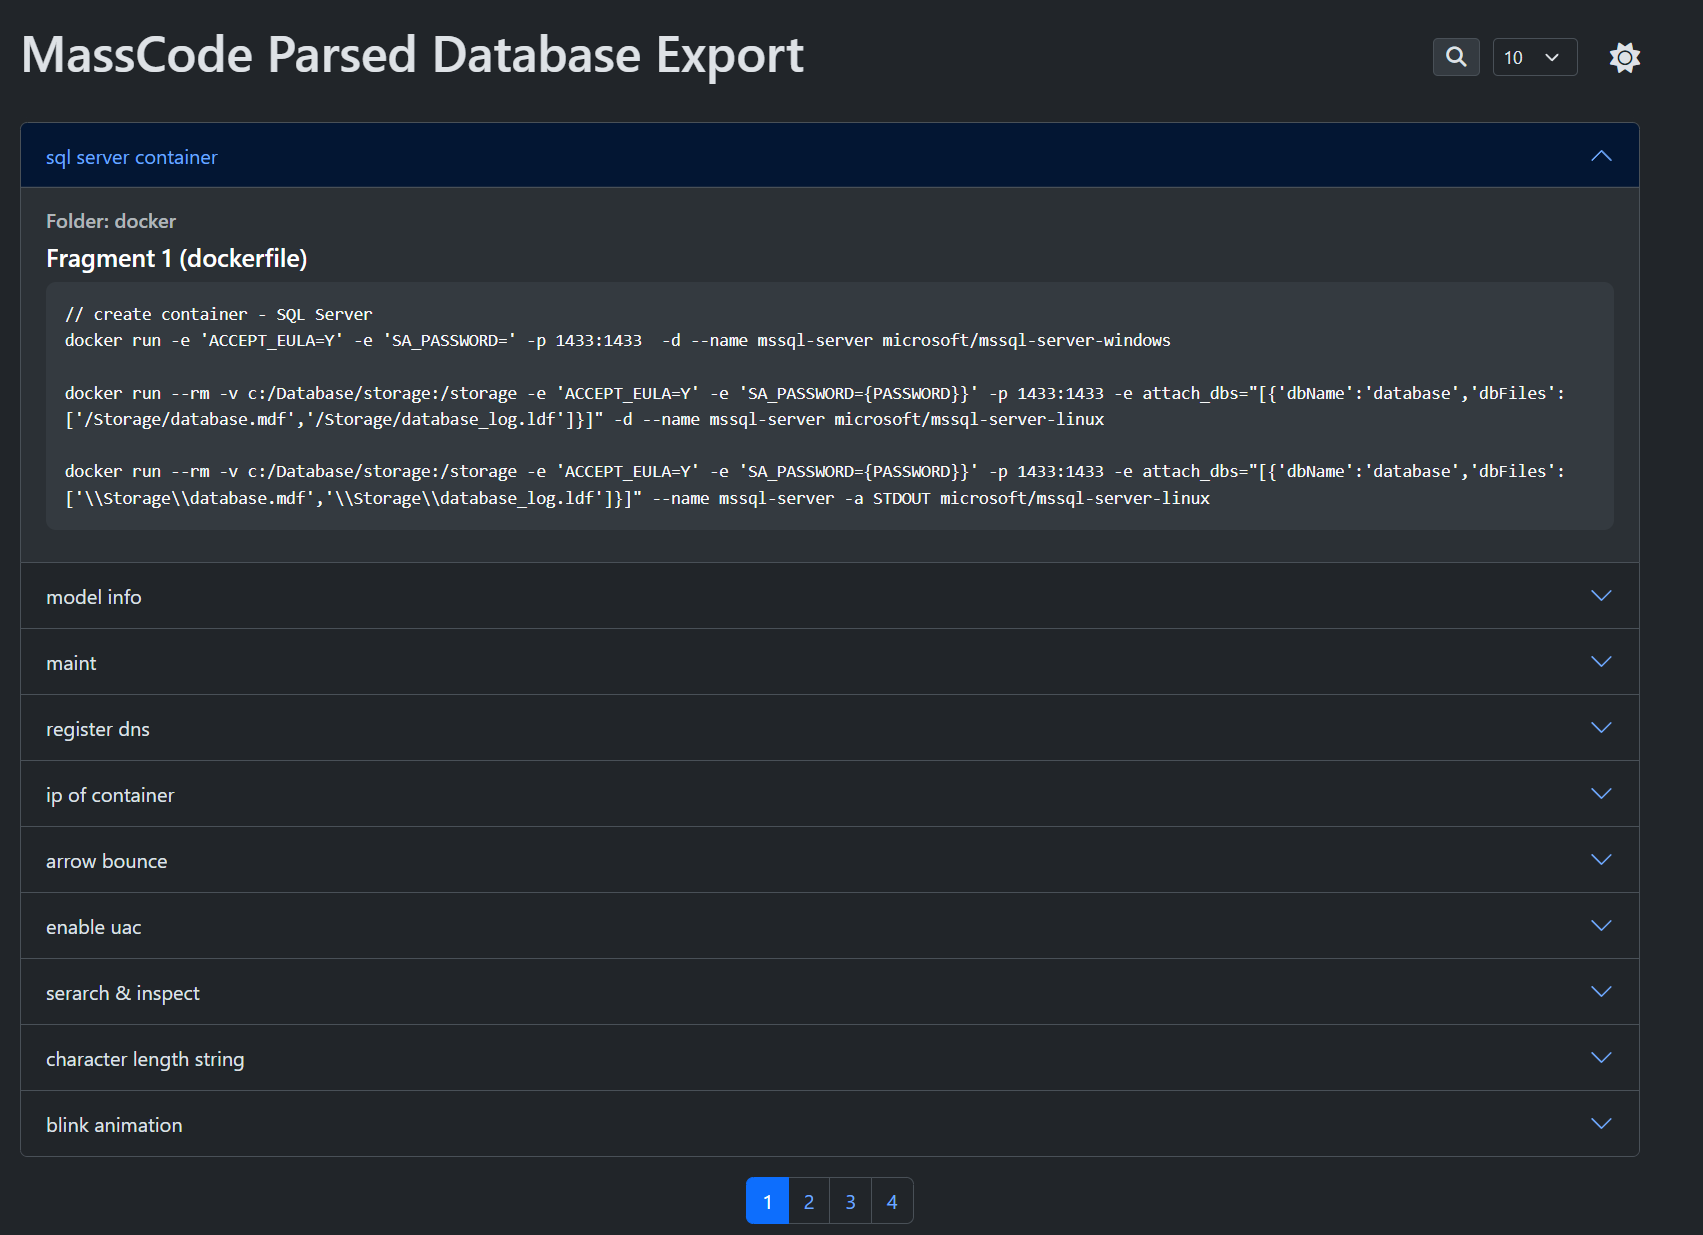 MassCode Parsed Database Export
10
sql server container
Folder: docker
Fragment 1 (dockerfile)
// create container - SQL Server
docker run -e 'ACCEPT_EULA=Y' -e 'SA_PASSWORD=' -p 1433:1433  -d --name mssql-server microsoft/mssql-server-windows
docker run --rm -v c:/Database/storage:/storage -e 'ACCEPT_EULA=Y' -e 'SA_PASSWORD={PASSWORD}}' -p 1433:1433 -e attach_dbs="[{'dbName':'database','dbFiles':
['/Storage/database.mdf','/Storage/database_log.ldf']}]" -d --name mssql-server microsoft/mssql-server-linux
docker run --rm -v c:/Database/storage:/storage -e 'ACCEPT_EULA=Y' -e 'SA_PASSWORD={PASSWORD}}' -p 1433:1433 -e attach_dbs="[{'dbName':'database','dbFiles':
['\\Storage\\database.mdf','\\Storage\\database_log.ldf']}]" --name mssql-server -a STDOUT microsoft/mssql-server-linux
model info
maint
register dns
ip of container
arrow bounce
enable uac
serarch & inspect
character length string
blink animation
1 2 3 4